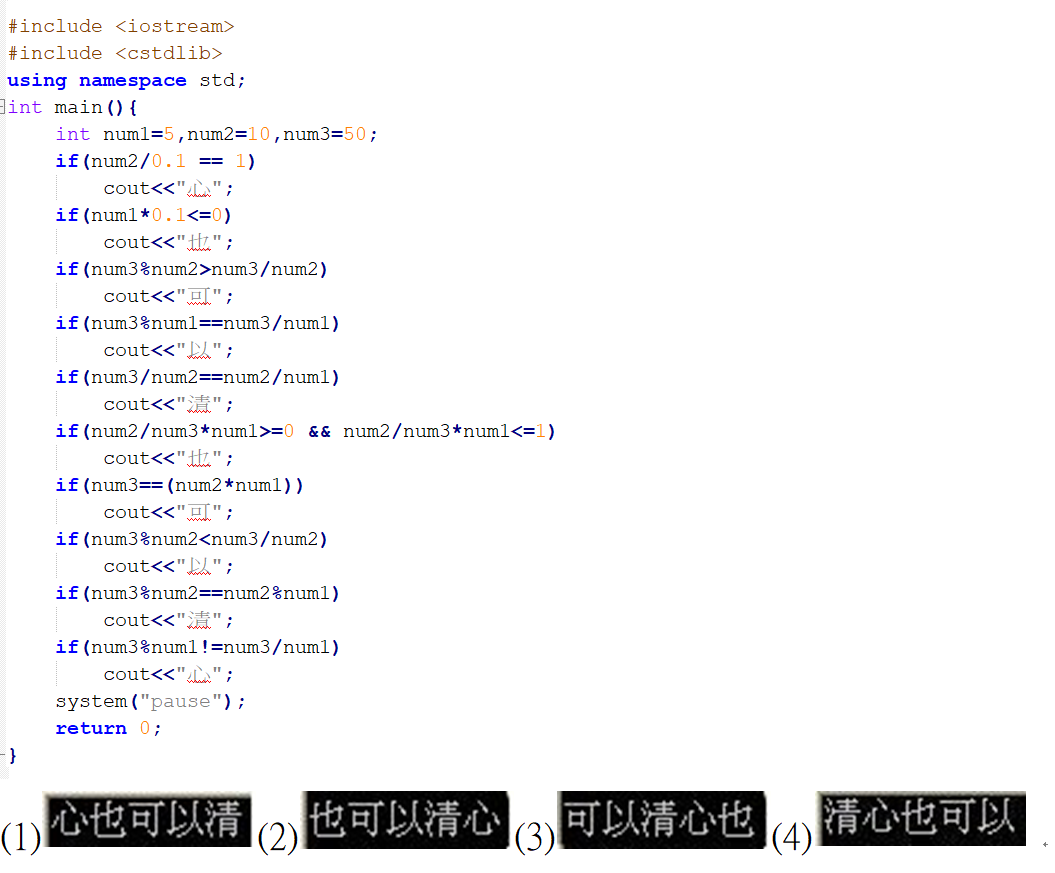 #include <iostream>
#include <cstdlib>
using namespace std;
int main(){
    int num1=5,num2=10,num3=50;
    if(num2/0.1 == 1)
        cout<<"心";
    if(num1*0.1<=0)
        cout<<"也";
    if(num3%num2>num3/num2)
        cout<<"可";
    if(num3%num1==num3/num1)
        cout<<"以";
    if(num3/num2==num2/num1)
        cout<<"清";
    if(num2/num3*num1>=0 && num2/num3*num1<=1)
        cout<<"也";
    if(num3==(num2*num1))
        cout<<"可";
    if(num3%num2<num3/num2)
        cout<<"以";
    if(num3%num2==num2%num1)
        cout<<"清";
    if(num3%num1!=num3/num1)
        cout<<"心";
    system("pause");
    return 0;
}
(1)心也可以清 (2)也可以清心 (3)可以清心也 (4)清心也可以